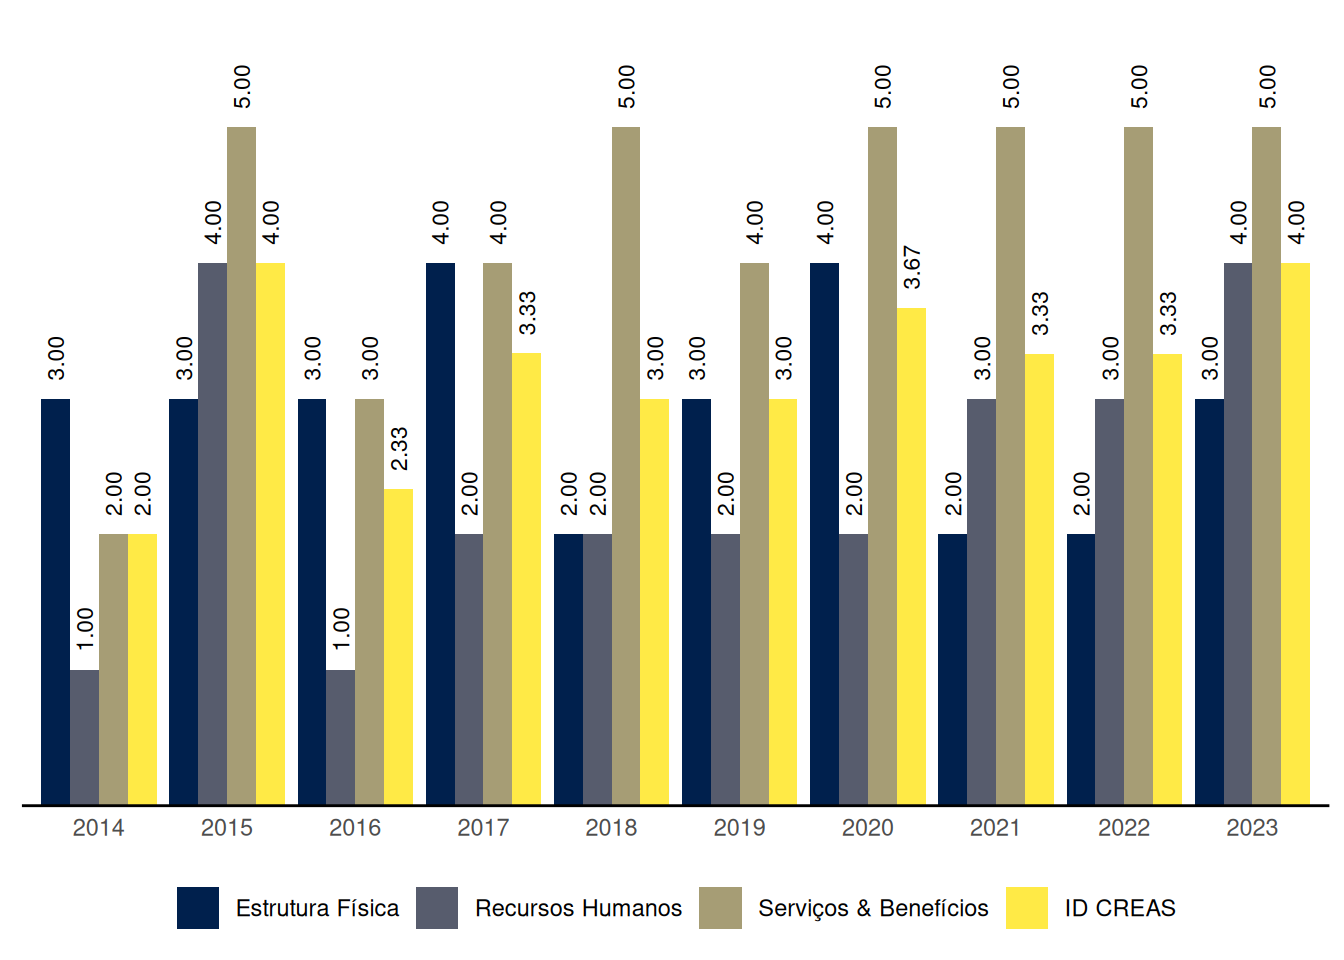 5.00 5.00 5.00 5.00 5.00 5.00
4.00 4.00 4.00 4.00 4.00 4.00 4.00 4.00
3.67
3.33 3.33 3.33
3.00 3.00 3.00 3.00 3.00 3.00 3.00 3.00 3.00 3.00
2.33
2.00 2.00 2.00 2.00 2.00 2.00 2.00 2.00 2.00
1.00 1.00
2014 2015 2016 2017 2018 2019 2020 2021 2022 2023
Estrutura Física Recursos Humanos Serviços & Benefícios ID CREAS